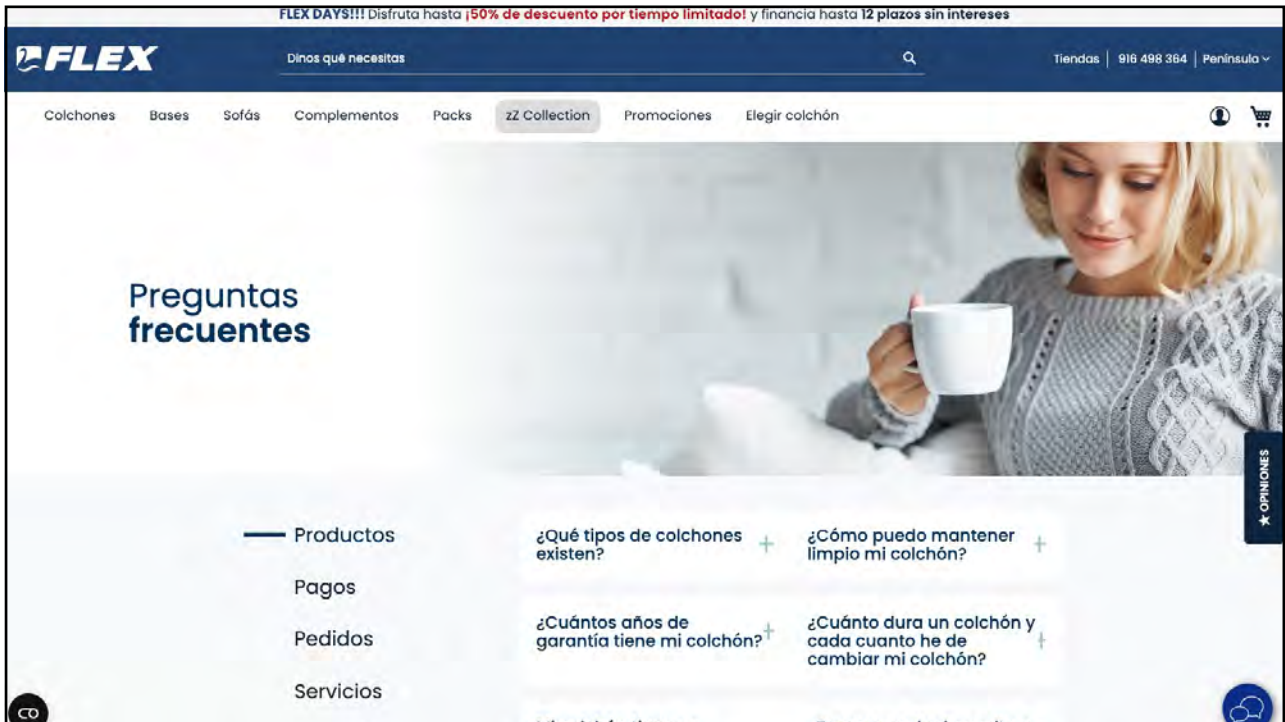 FLEX DAYS!!! Disfruta hasta ¡50% de descuento por tiempo limitado! y financia hasta 12 plazos sin intereses
FLEX
Dinos qué necesitas
Tiendas | 916 498 364 | Península
Colchones Bases Sofás Complementos Packs zZ Collection Promociones Elegir colchón
Preguntas
frecuentes
★ OPINIONES
Productos
Pagos
Pedidos
Servicios
¿Qué tipos de colchones
existen?
¿Cómo puedo mantener
limpio mi colchón?
¿Cuántos años de
garantía tiene mi colchón?
¿Cuánto dura un colchón y
cada cuanto he de
cambiar mi colchón?
CO